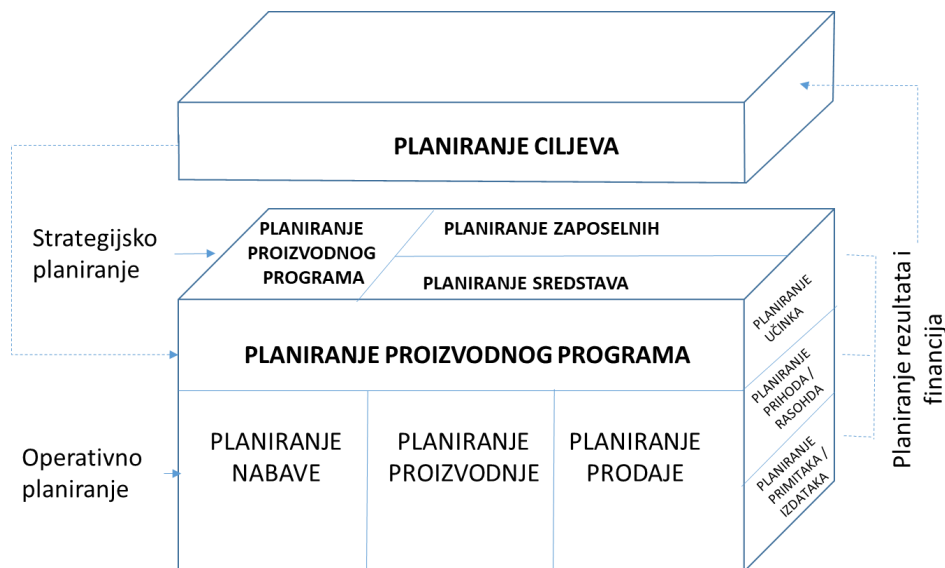 PLANIRANJE CILJEVA
Strategijsko
planiranje
PLANIRANJE
PROIZVODNOG
PROGRAMA
PLANIRANJE ZAPOSELNIH
PLANIRANJE SREDSTAVA
PLANIRANJE PROIZVODNOG PROGRAMA
Operativno
planiranje
PLANIRANJE
NABAVE
PLANIRANJE
PROIZVODNJE
PLANIRANJE
PRODAJE
PLANIRANJE
UČINKA
PLANIRANJE
PRIHODA /
RASOHDA
PLANIRANJE
PRIMITAKA /
IZDATAKA
Planiranje rezultata i
financija